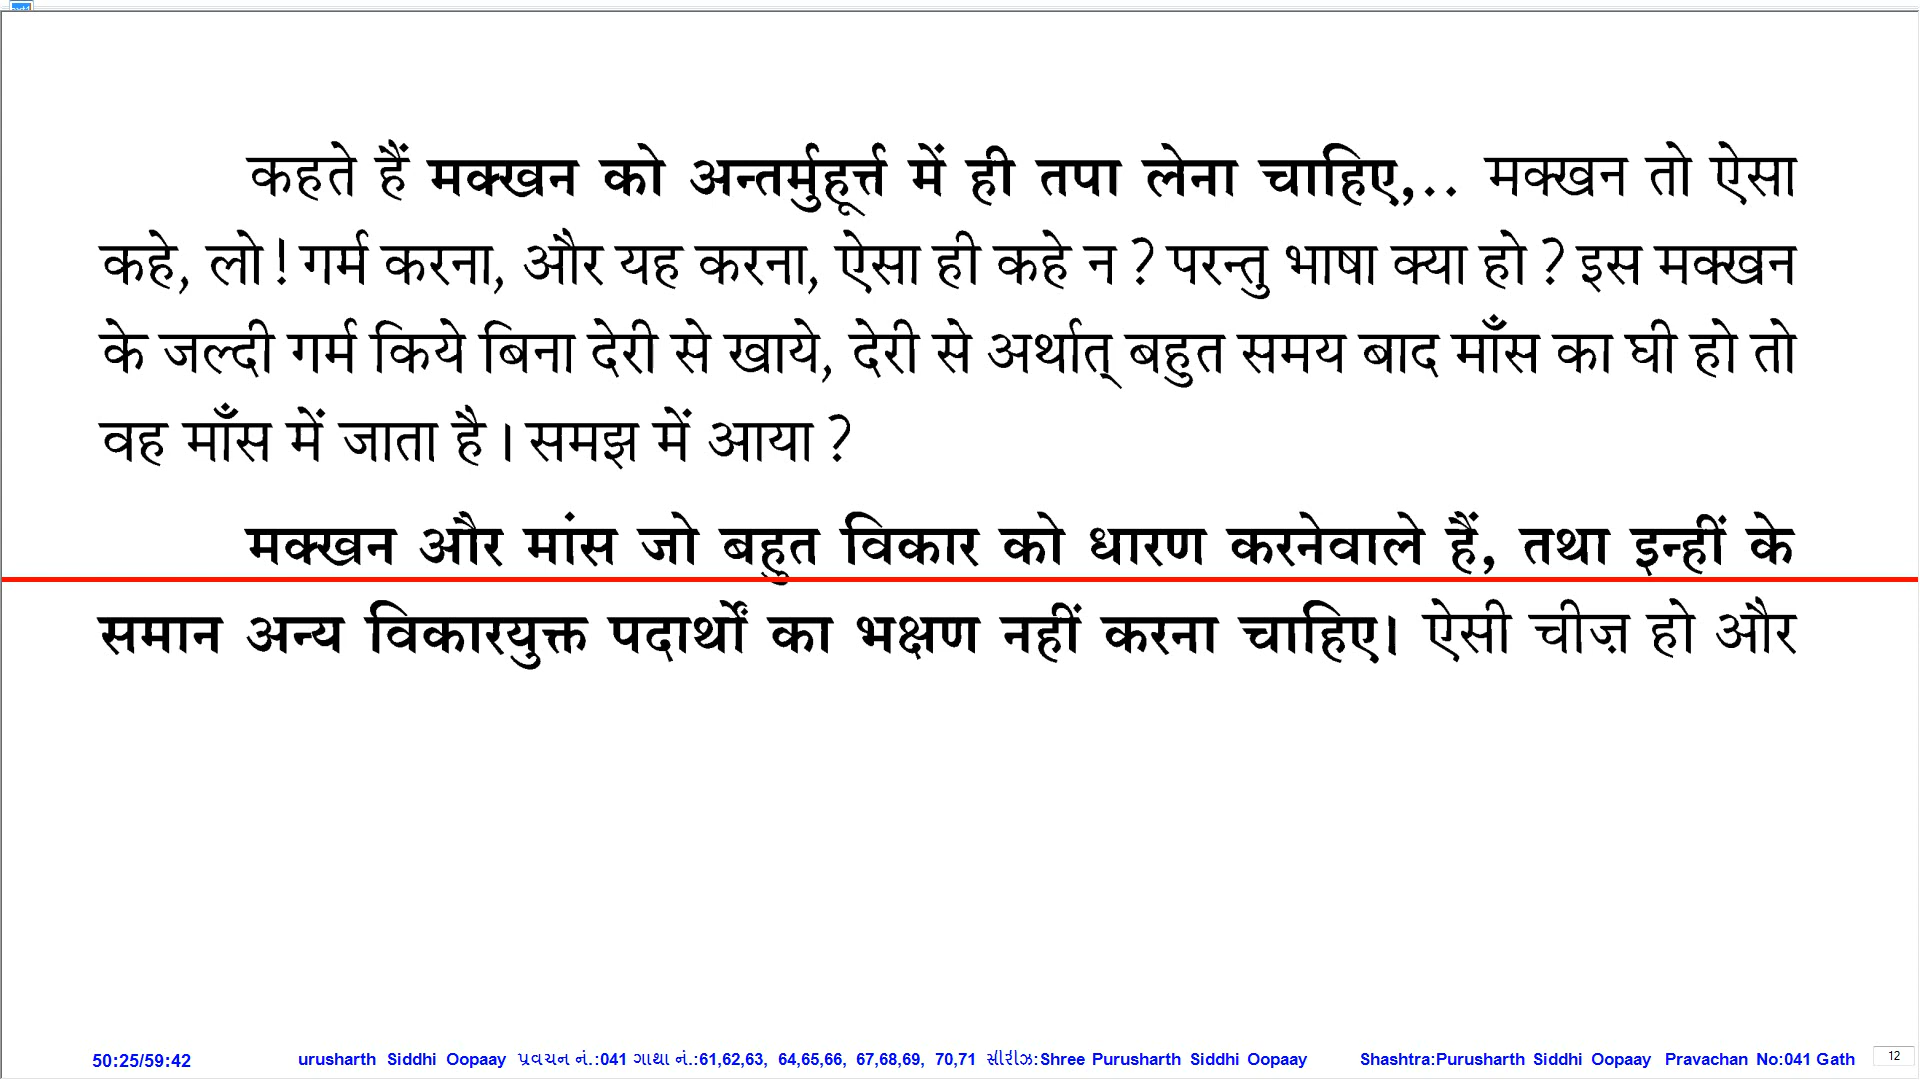 कहते हैं मक्खन को अन्तर्मुहूर्त्त में ही तपा लेना चाहिए,.. मक्खन तो ऐसा
कहे, लो! गर्म करना, और यह करना, ऐसा ही कहे न ? परन्तु भाषा क्या हो ? इस मक्खन
के जल्दी गर्म किये बिना देरी से खाये, देरी से अर्थात् बहुत समय बाद माँस का घी हो तो
वह माँस में जाता है। समझ में आया ?
मक्खन और मांस जो बहुत विकार को धारण करनेवाले हैं, तथा इन्हीं के
समान अन्य विकारयुक्त पदार्थों का भक्षण नहीं करना चाहिए। ऐसी चीज़ हो और
50:25/59:42 urusharth Siddhi Oopaay પ્રવચન નં.:041 ગાથા નં.:61,62,63, 64,65,66, 67,68,69, 70,71 સીરીઝ:Shree Purusharth Siddhi Oopaay Shashtra:Purusharth Siddhi Oopaay Pravachan No:041 Gath 12